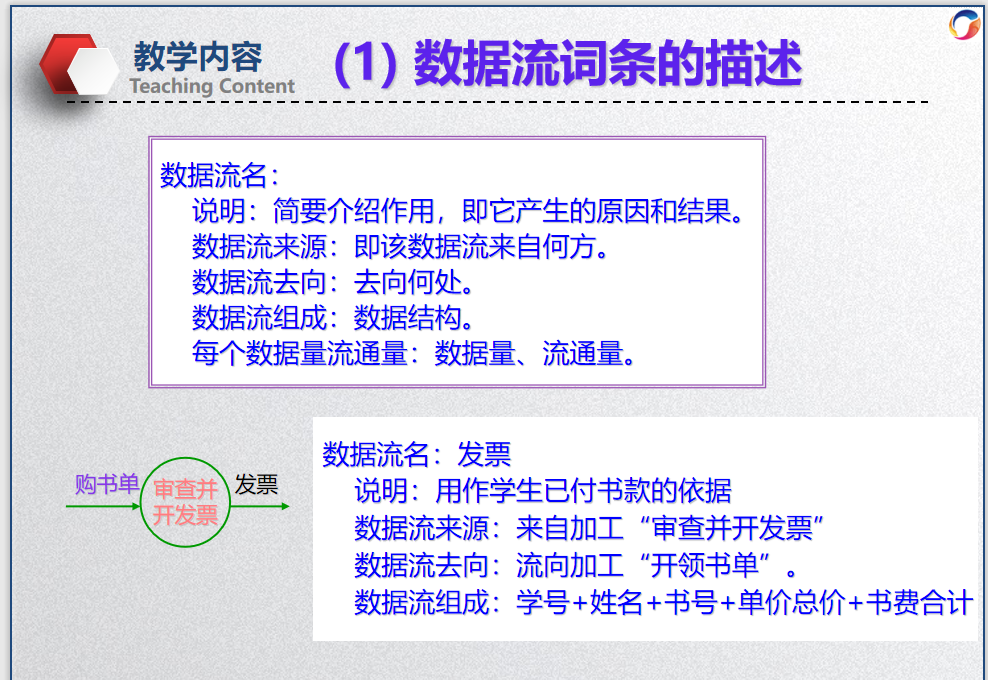 教学内容
Teaching Content
(1) 数据流词条的描述
数据流名：
说明：简要介绍作用，即它产生的原因和结果。
数据流来源：即该数据流来自何方。
数据流去向：去向何处。
数据流组成：数据结构。
每个数据量流通量：数据量、流通量。
购书单
审查并
开发票
发票
数据流名：发票
说明：用作学生已付书款的依据
数据流来源：来自加工“审查并开发票”
数据流去向：流向加工“开领书单”。
数据流组成：学号+姓名+书号+单价总价+书费合计